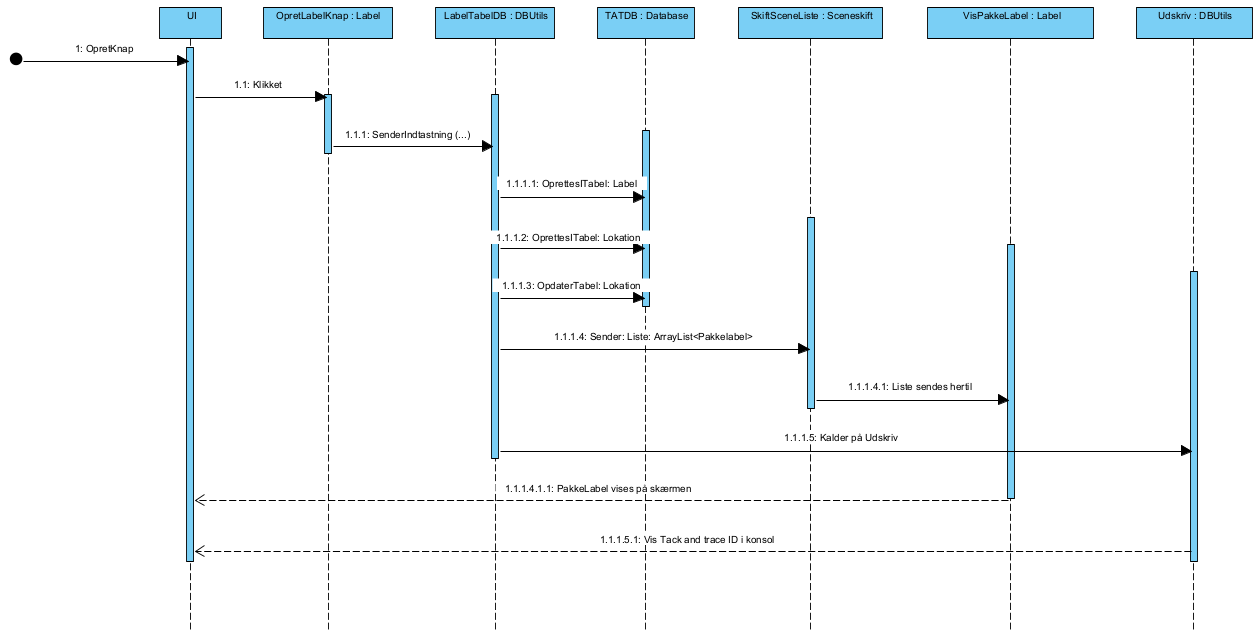 UI
OpretLabelKnap : Label
LabelTabelDB : DBUtils
TATDB : Database
SkiftSceneListe : Sceneskift
VisPakkeLabel : Label
Udskriv : DBUtils
1: OpretKnap
1.1: Klikket
1.1.1: SenderIndtastning (...)
1.1.1.1: OprettesITabel: Label
1.1.1.2: OprettesITabel: Lokation
1.1.1.3: OpdaterTabel: Lokation
1.1.1.4: Sender: Liste: ArrayList<Pakkelabel>
1.1.1.4.1: Liste sendes hertil
1.1.1.5: Kalder på Udskriv
1.1.1.4.1.1: PakkeLabel vises på skærmen
1.1.1.5.1: Vis Tack and trace ID i konsol